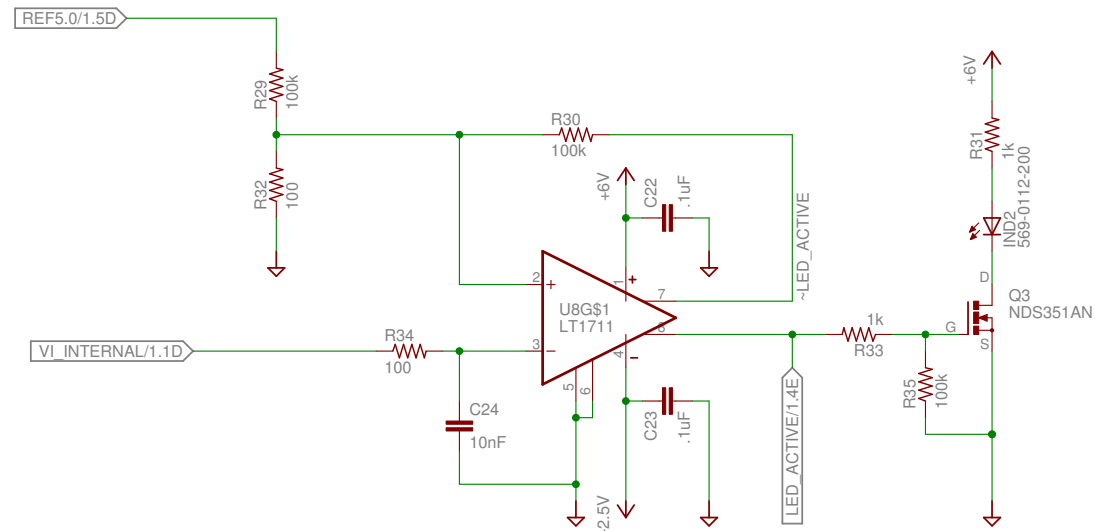 REF5.0/1.5D
R29
100k
R32
100
R30
100k
+6V
C22
.1uF
~LED_ACTIVE
+6V
R31
1k
IND2
569-0112-200
2
+
1
+
7
U8G$1
LT1711
8
3
-
4
-
5
6
VI_INTERNAL/1.1D
R34
100
C24
10nF
C23
.1uF
-2.5V
LED_ACTIVE/1.4E
1k
R33
R35
100k
G
D
S
Q3
NDS351AN